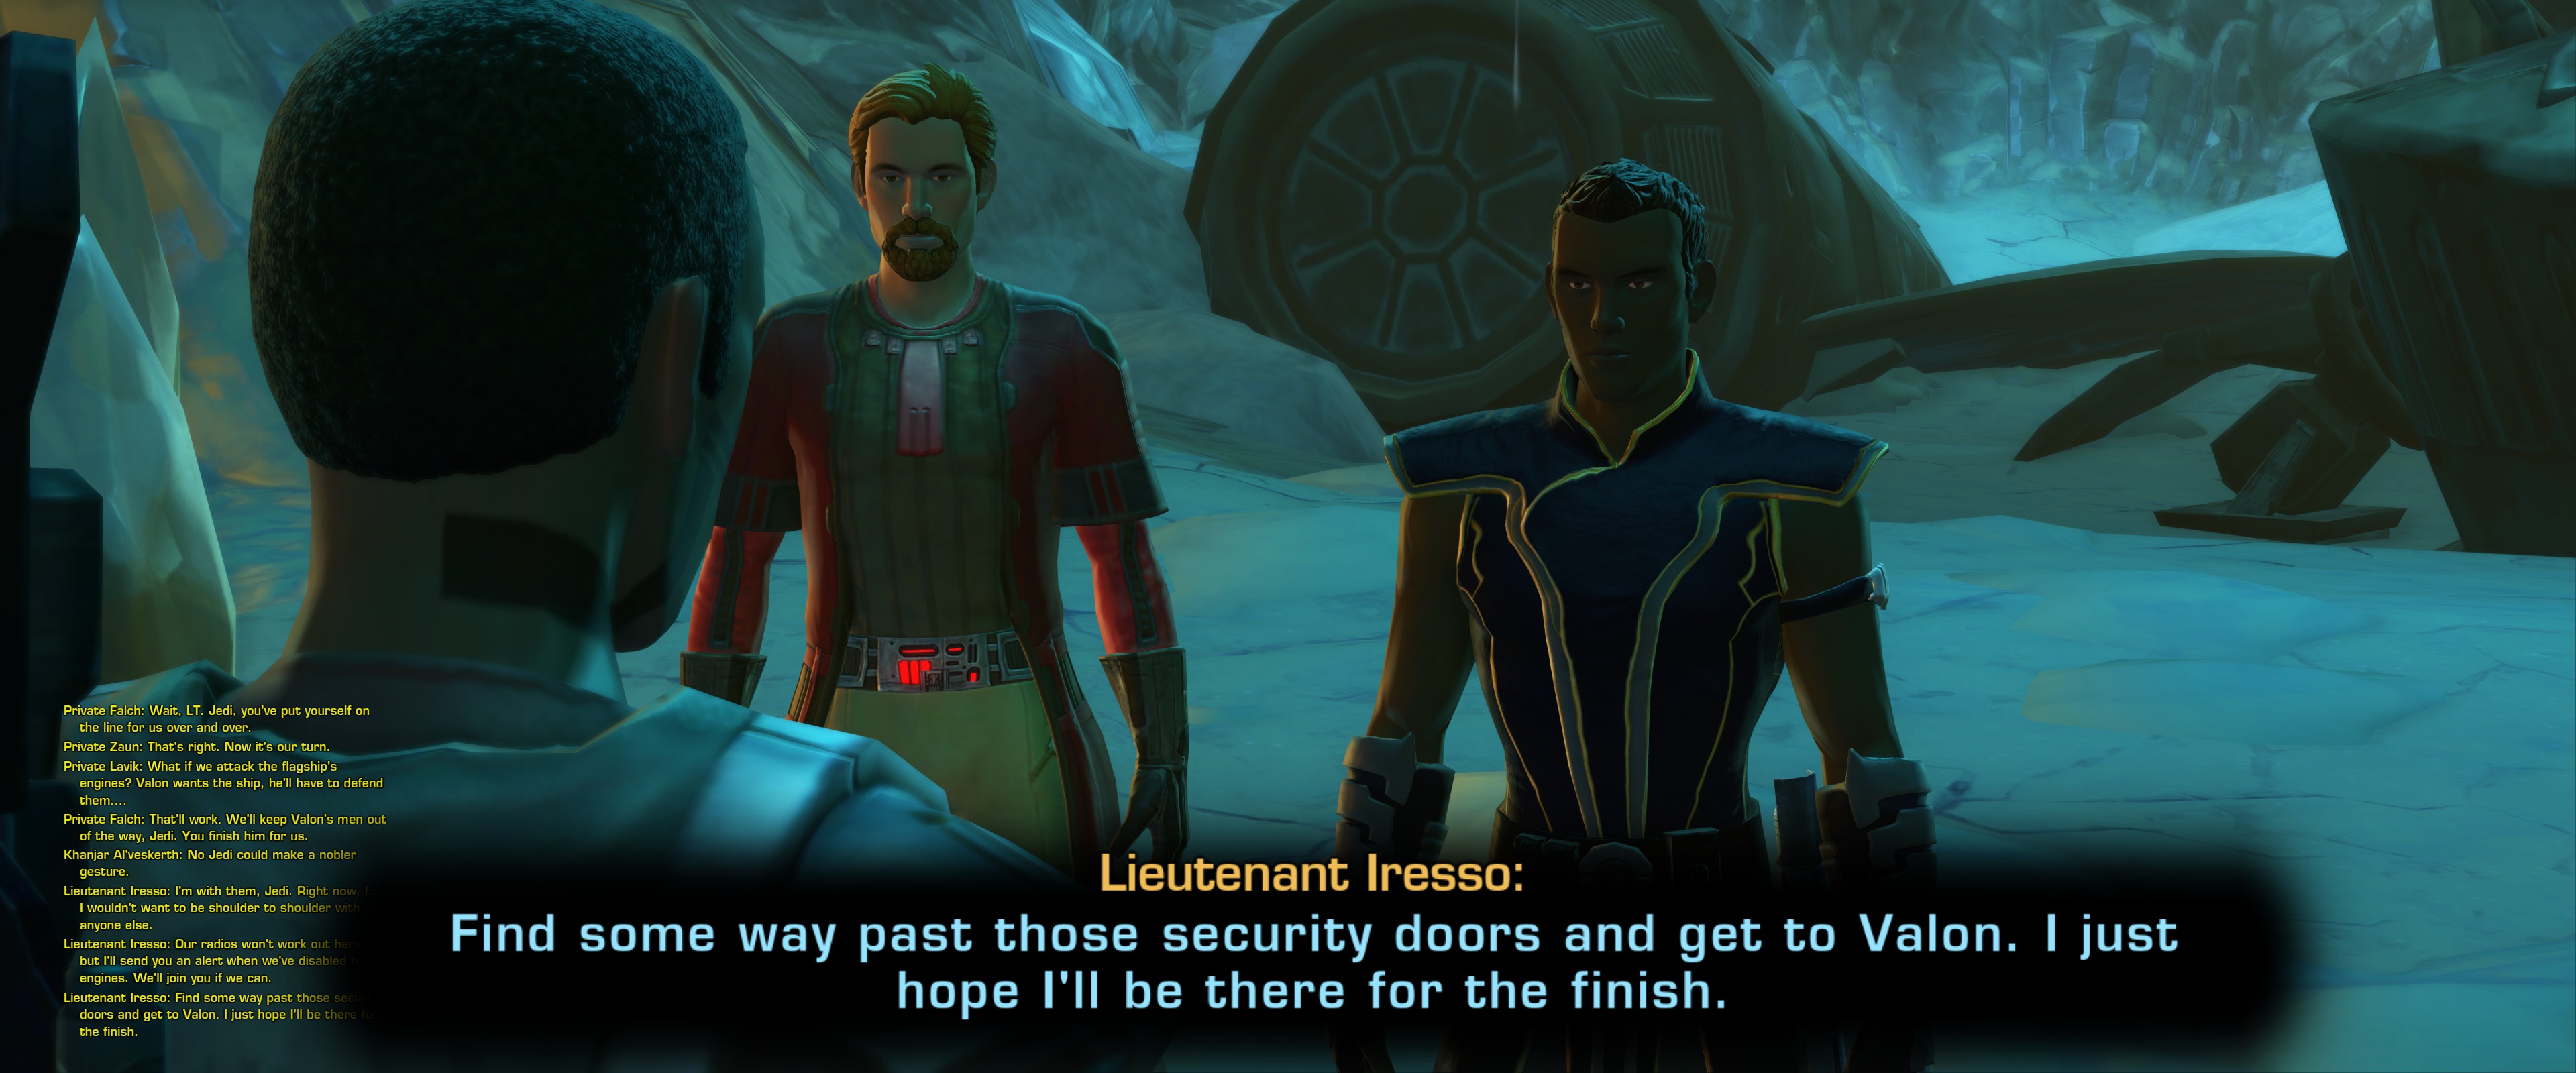 Private Falch: Wait, LT. Jedi, you've put yourself on
the line for us over and over.
Private Zaun: That's right. Now it's our turn.
Private Lavik: What if we attack the flagship's
engines? Valon wants the ship, he'll have to defend
them....
Private Falch: That'll work. We'll keep Valon's men out
of the way, Jedi. You finish him for us.
Khanjar Al'veskerth: No Jedi could make a nobler
gesture.
Lieutenant Iresso: I'm with them, Jedi. Right now,
I wouldn't want to be shoulder to shoulder with
anyone else.
Lieutenant Iresso: Our radios won't work out here
but I'll send you an alert when we've disabled
engines. We'll join you if we can.
Lieutenant Iresso: Find some way past those
doors and get to Valon. I just hope I'll be there for
the finish.
Lieutenant Iresso:
Find some way past those security doors and get to Valon. I just
hope I'll be there for the finish.